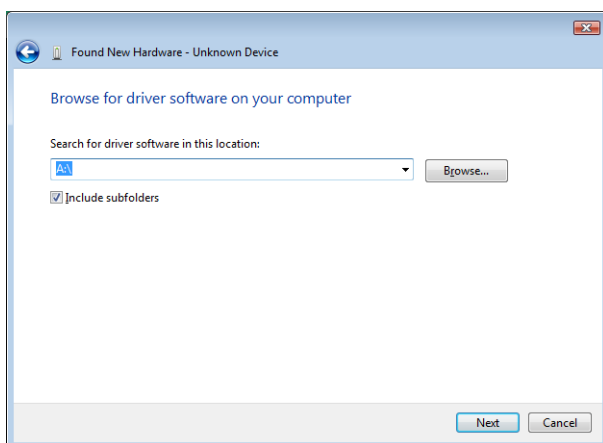 Found New Hardware - Unknown Device
Browse for driver software on your computer
Search for driver software in this location:
A:\
Browse...
Include subfolders
Next
Cancel